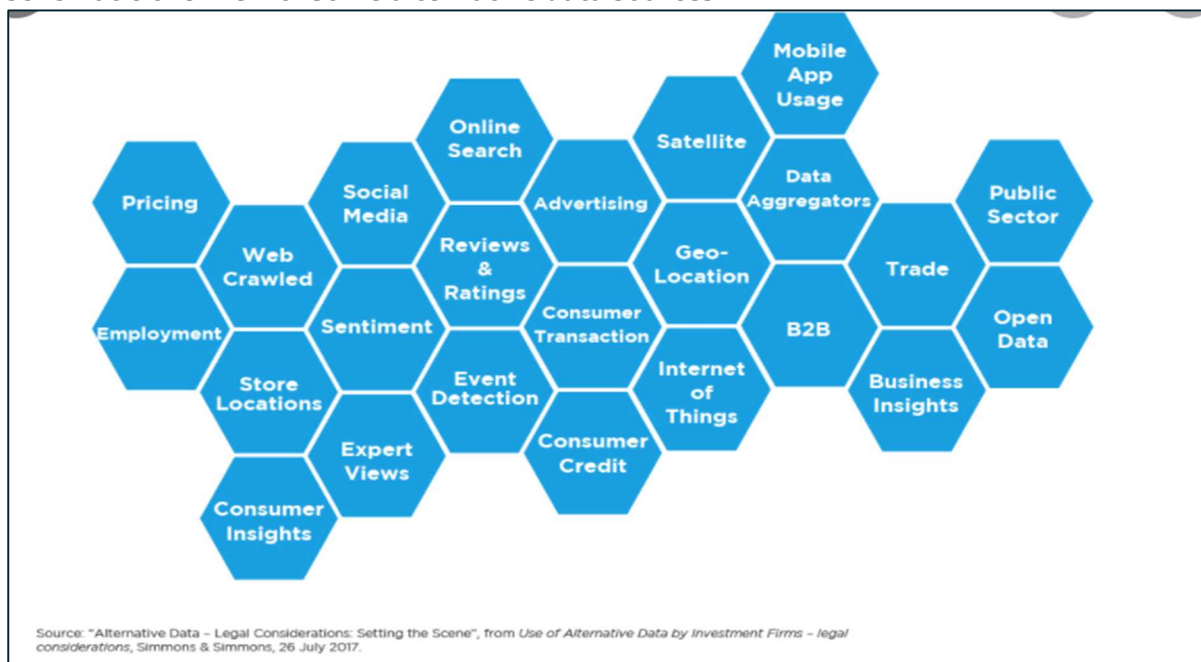 Mobile
App
Usage
Online
Search
Satellite
Pricing
Social
Media
Advertising
Data
Aggregators
Public
Sector
Web
Crawled
Reviews
&
Ratings
Geo-
Location
Trade
Employment
Sentiment
Consumer
Transaction
B2B
Open
Data
Store
Locations
Event
Detection
Internet
of
Things
Business
Insights
Expert
Views
Consumer
Credit
Consumer
Insights
Source: "Alternative Data – Legal Considerations: Setting the Scene", from Use of Alternative Data by Investment Firms – legal
considerations, Simmons & Simmons, 26 July 2017.